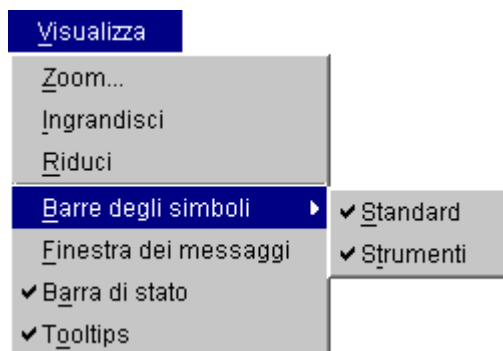 Visualizza
Zoom...
Ingrandisci
Riduci
Barre degli simboli
Standard
Finestra dei messaggi
Strumenti
Barra di stato
Tooltips